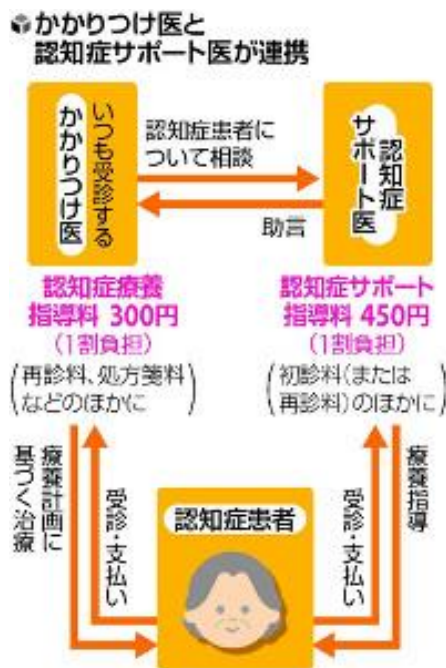 かかりつけ医と
認知症サポート医が連携
いつも受診する
かかりつけ医
認知症患者に
ついて相談
助言
認知症
サポート医
認知症療養
指導料 300円
(1割負担)
(再診料、処方箋料
などのほかに)
認知症サポート
指導料 450円
(1割負担)
(初診料(または
再診料)のほかに)
療養計画に
基づく治療
受診・支払い
認知症患者
受診・支払い
療養指導